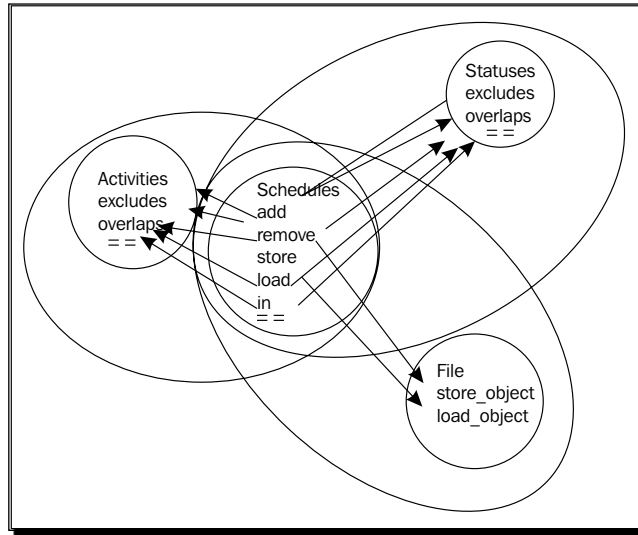 Statuses
excludes
overlaps
= =
Activities
excludes
overlaps
= =
Schedules
add
remove
store
load
in
= =
File
store_object
load_object